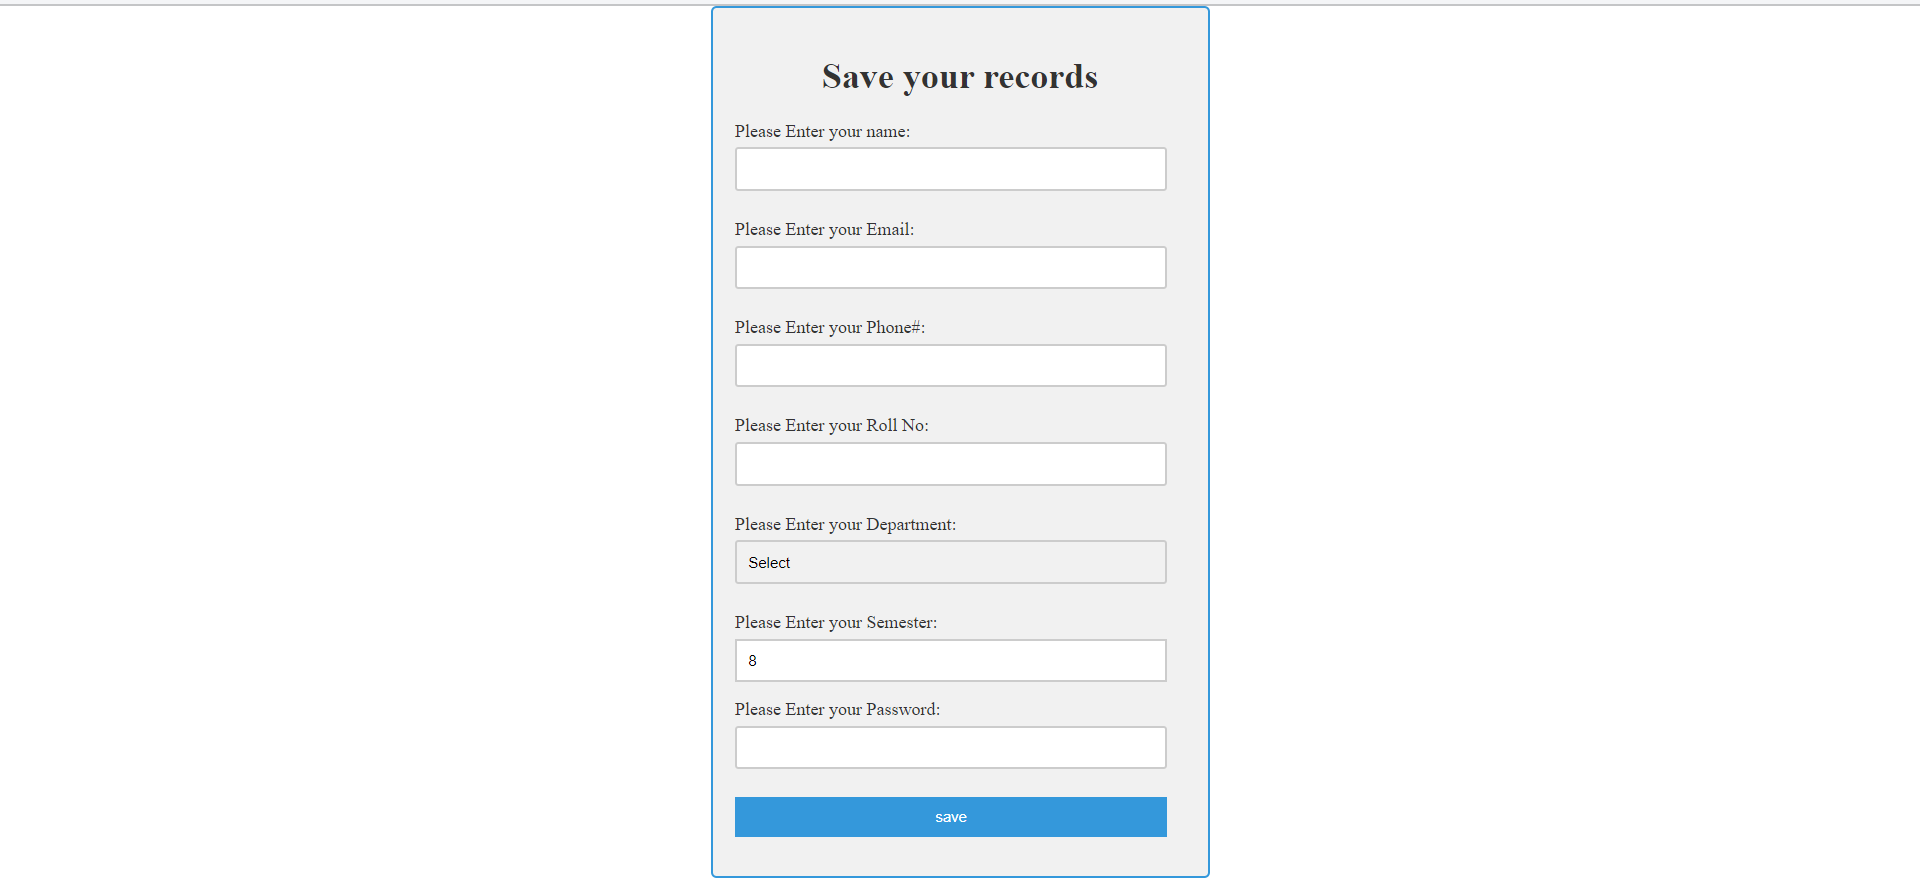 Save your records
Please Enter your name:
Please Enter your Email:
Please Enter your Phone#:
Please Enter your Roll No:
Please Enter your Department:
Select
Please Enter your Semester:
8
Please Enter your Password:
save